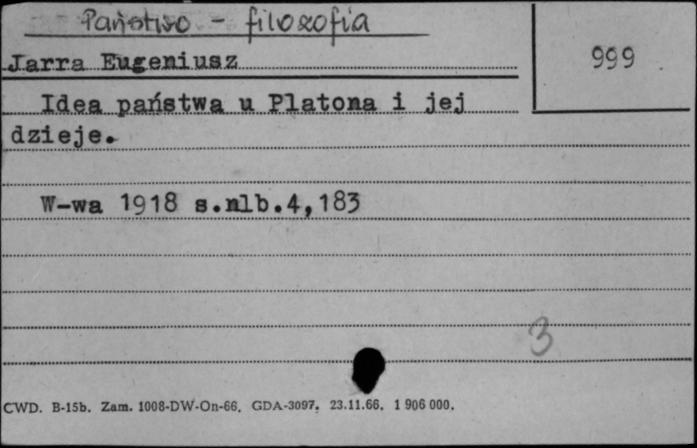 Państwo - filozofia
Jarra Eugeniusz
999
Idea państwa u Platona i jej
dzieje.
W-wa 1918 s.nlb.4,183
3
CWD. B-15b. Zam. 1008-DW-On-66. GDA-3097. 23.11.66. 1 906 000.